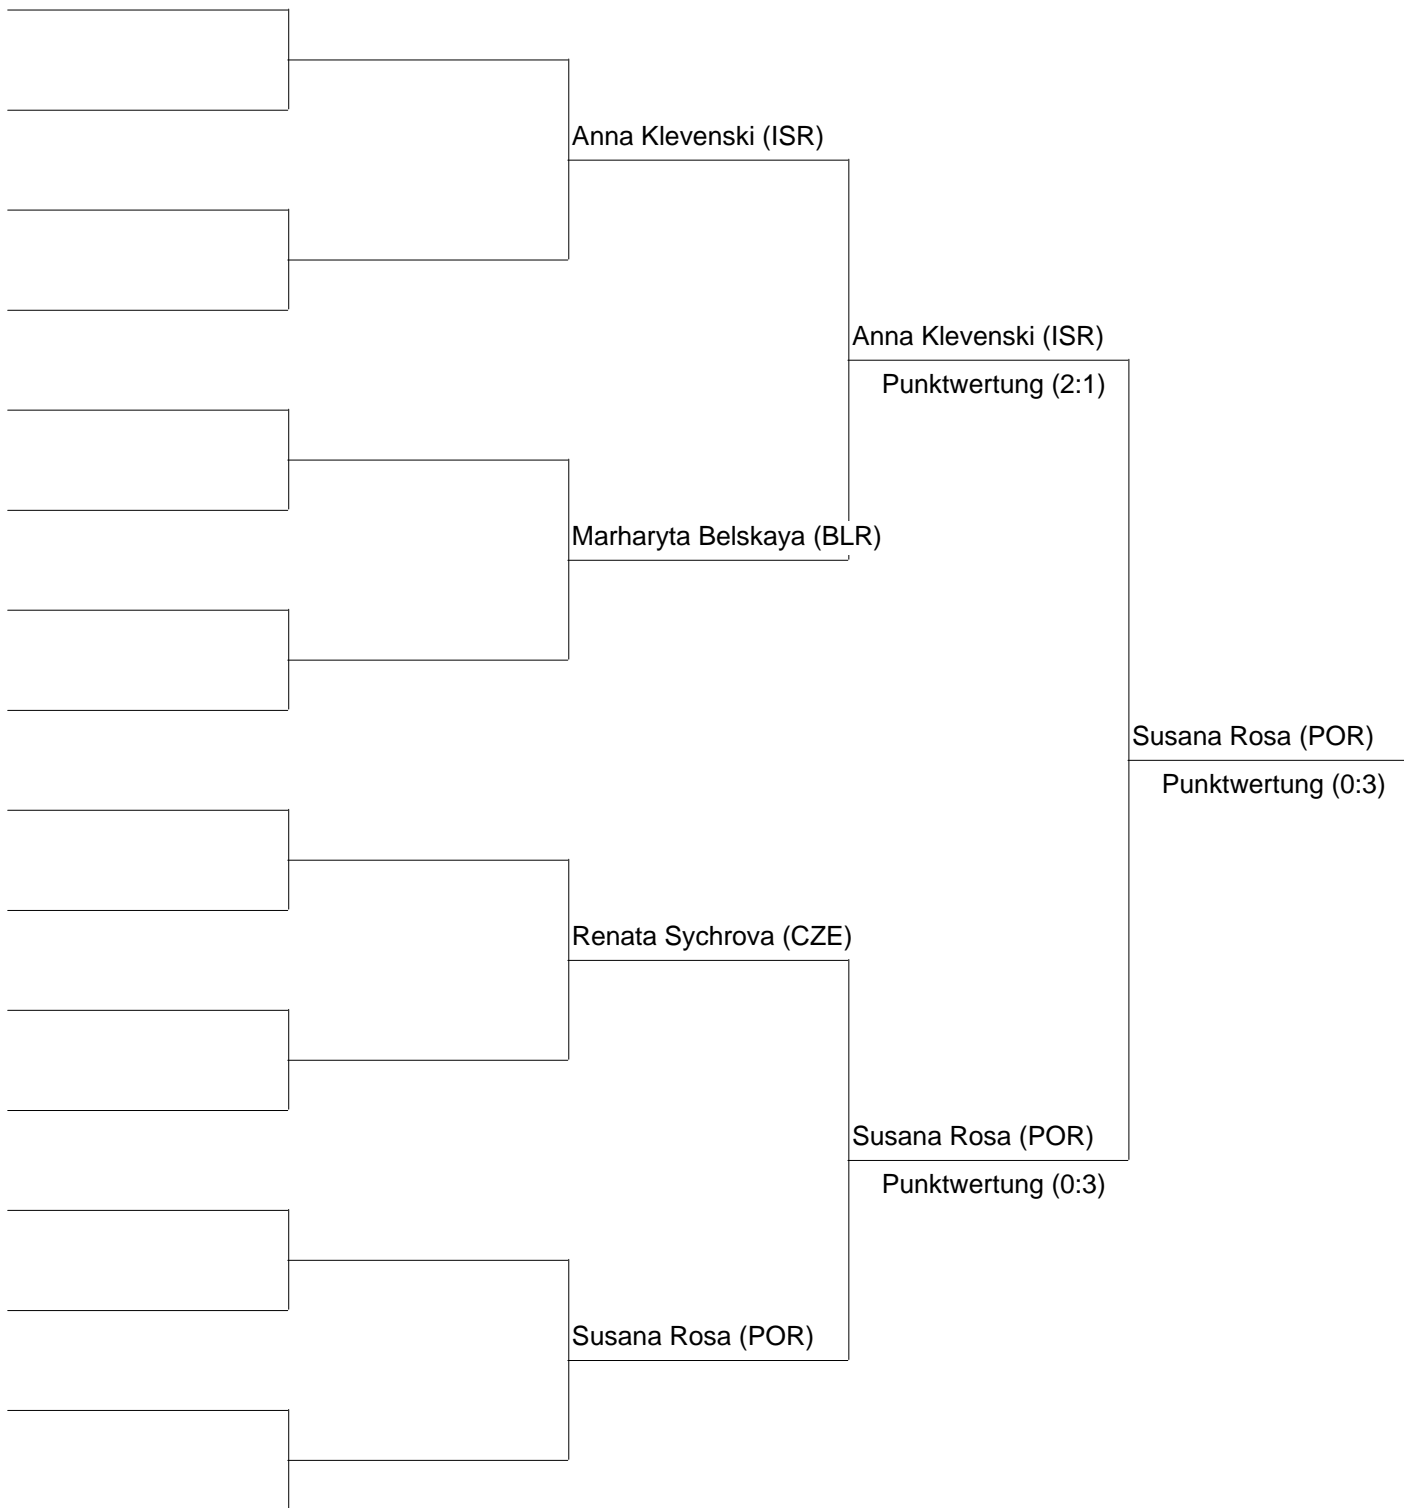 Anna Klevenski (ISR)
Anna Klevenski (ISR)
Punktwertung (2:1)
Marharyta Belskaya (BLR)
Susana Rosa (POR)
Punktwertung (0:3)
Renata Sychrova (CZE)
Susana Rosa (POR)
Punktwertung (0:3)
Susana Rosa (POR)